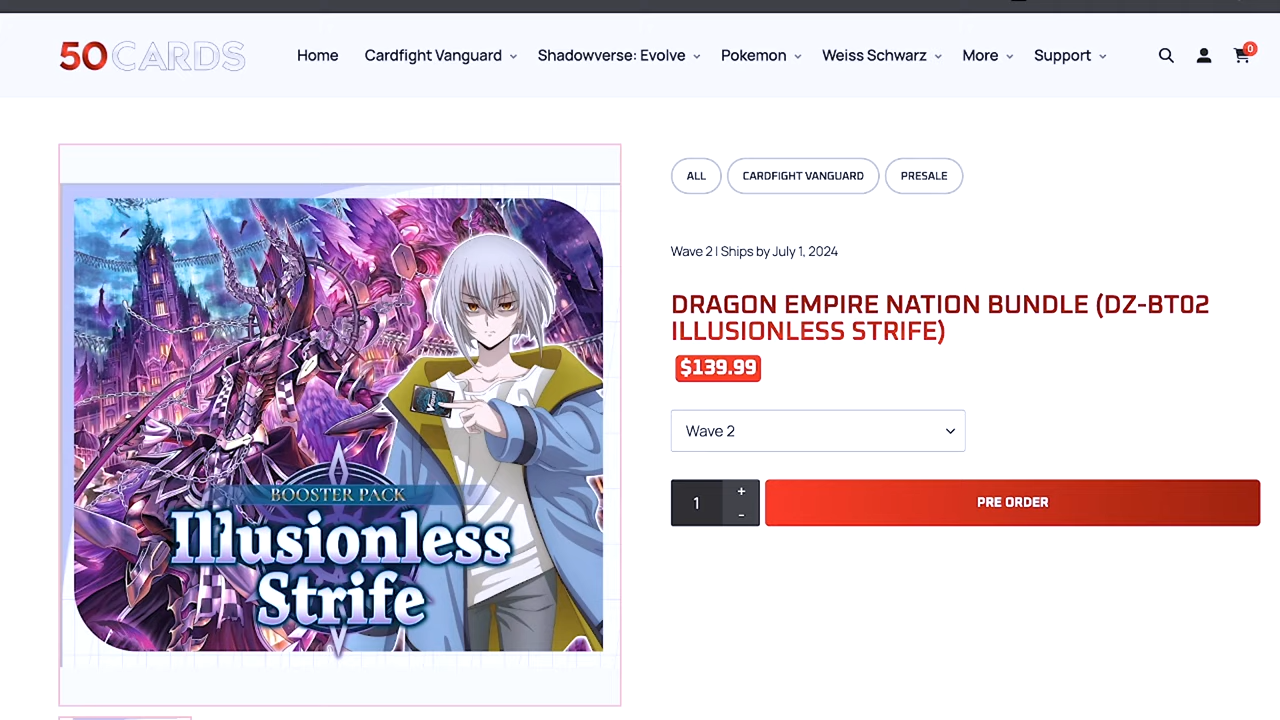 50 CARDS
Home Cardfight Vanguard Shadowverse: Evolve Pokemon Weiss Schwarz More Support 0
ALL CARDFIGHT VANGUARD PRESALE
Wave 2 | Ships by July 1, 2024
DRAGON EMPIRE NATION BUNDLE (DZ-BT02
ILLUSIONLESS STRIFE)
$139.99
Wave 2
1 + -
PRE ORDER
BOOSTER PACK
Illusionless
Strife